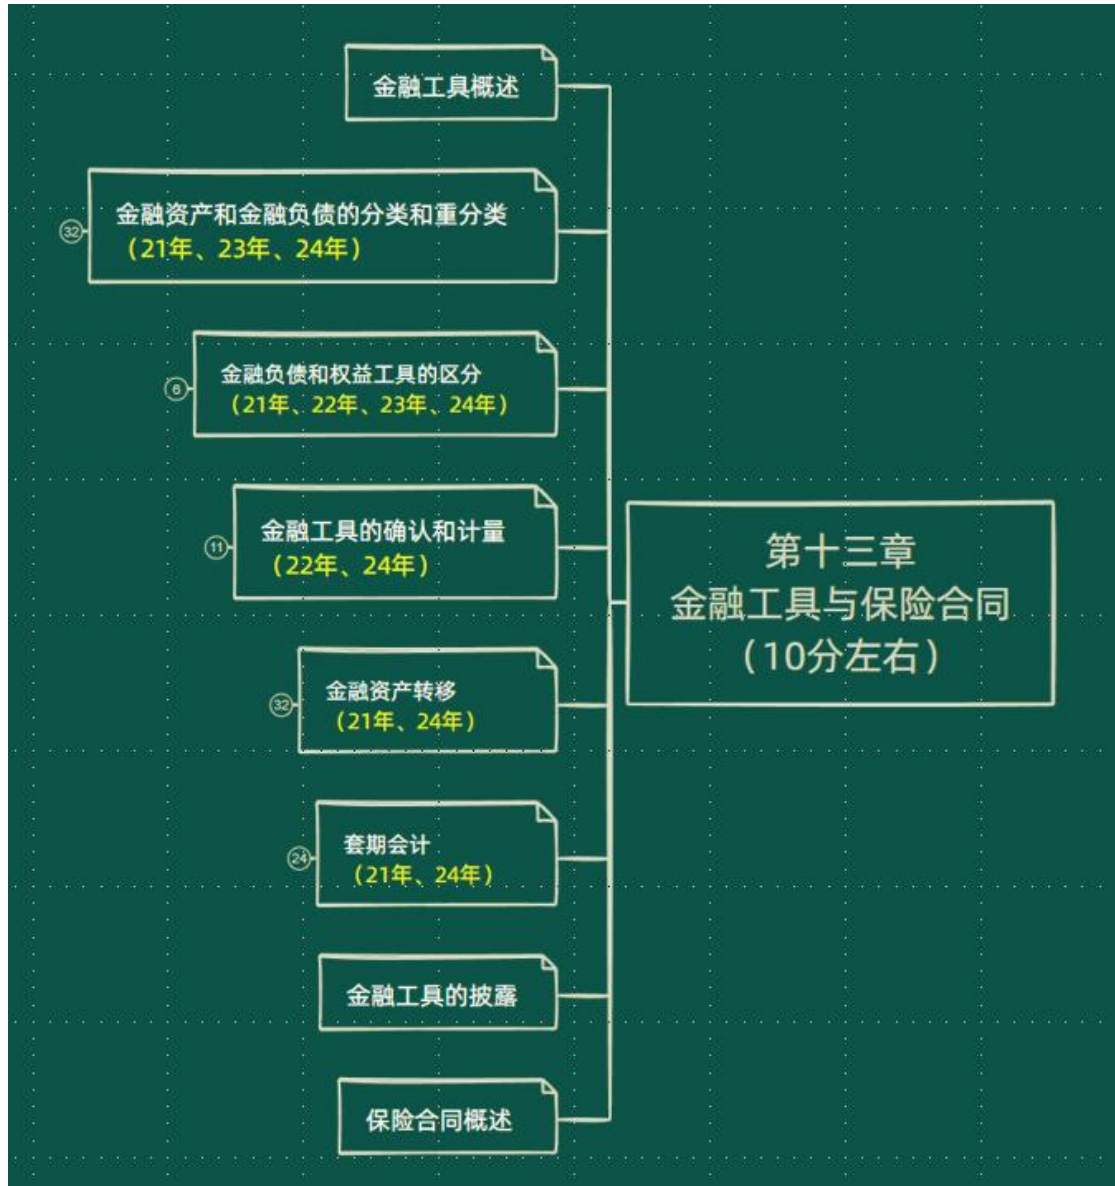 金融工具概述
金融资产和金融负债的分类和重分类
（21年、23年、24年）
32
金融负债和权益工具的区分
（21年、22年、23年、24年）
6
金融工具的确认和计量
（22年、24年）
11
第十三章
金融工具与保险合同
（10分左右）
金融资产转移
（21年、24年）
32
套期会计
（21年、24年）
24
金融工具的披露
保险合同概述